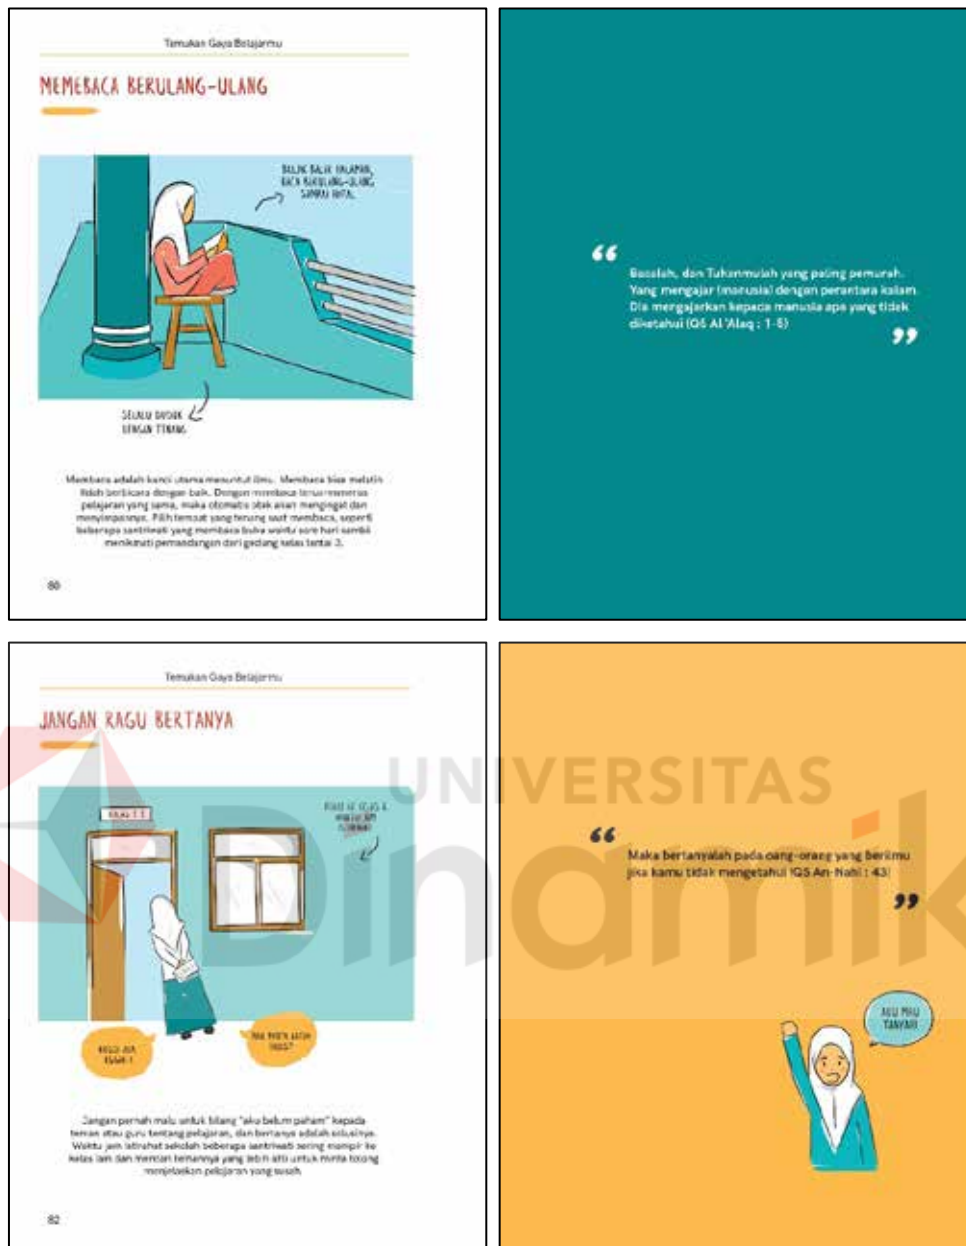 Temukan Gaya Belajarmu
MEMEBACA BERULANG-ULANG
BOLAK BALIK HALAMAN,
BACA BERULANG-ULANG
SAMPAI HATAL
SELALU DUDUK
DENGAN TENANG
Membaca adalah kunci utama menuntut ilmu. Membaca bisa melatih
lidah berbicara dengan baik. Dengan membaca terus-menerus
pelajaran yang sama, maka otomatis otak akan mengingat dan
menyimpannya. Pilih tempat yang tenang saat membaca, seperti
beberapa santriwati yang membaca buku waktu sore hari sambil
menikmati pemandangan dari gedung kelas lantai 3.
80
“
Bacalah, dan Tuhanmulah yang paling pemurah.
Yang mengajar (manusia) dengan perantara kalam.
Dia mengajarkan kepada manusia apa yang tidak
diketahui (QS Al 'Alaq : 1-5)
”
Temukan Gaya Belajarmu
JANGAN RAGU BERTANYA
KELAS
Jangan pernah malu untuk bilang "aku belum paham" kepada
teman atau guru tentang pelajaran, dan bertanya adalah solusinya.
Waktu jam istirahat sekolah beberapa santriwati sering mampir ke
kelas lain dan mencari temannya yang lebih ahli untuk minta tolong
menjelaskan pelajaran yang susah.
82
“
Maka bertanyalah pada oang-orang yang berilmu
jika kamu tidak mengetahui (QS An-Nahl : 43)
”
AKU MAU
TANYA!!
UNIVERSITAS
Dinamika